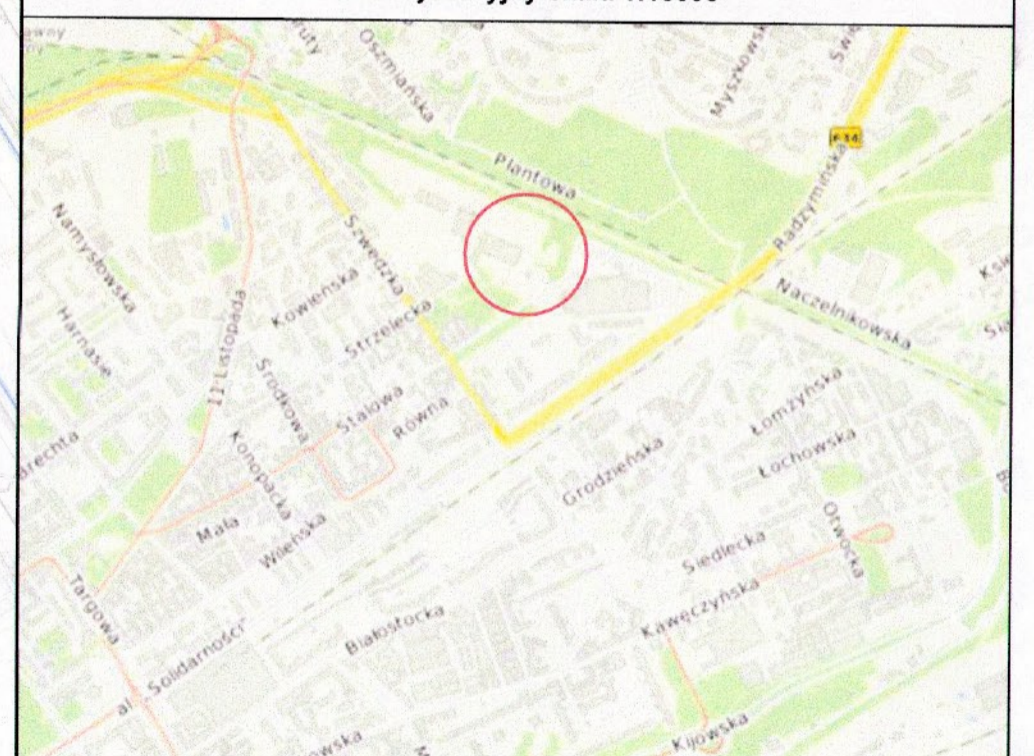 Oszmiańska
Plantowa
634
Radzymińska
Namysłowska
Szwedzka
Kowieńska
Strzelecka
Naczelnikowska
Harnasie
11 Listopada
Środkowa
Stalowa
Równa
Łomżyńska
Łochowska
Konopacka
Grodzieńska
Mała
Wileńska
Otwocka
Siedlecka
Targowa
Kawęczyńska
Białostocka
al. „Solidarności"
Kijowska